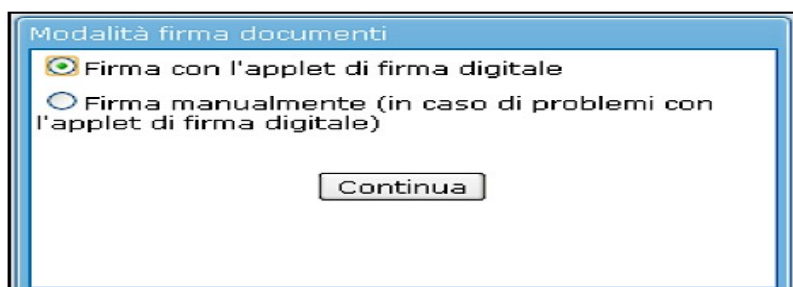 Modalità firma documenti
Firma con l'applet di firma digitale
Firma manualmente (in caso di problemi con
l'applet di firma digitale)
Continua